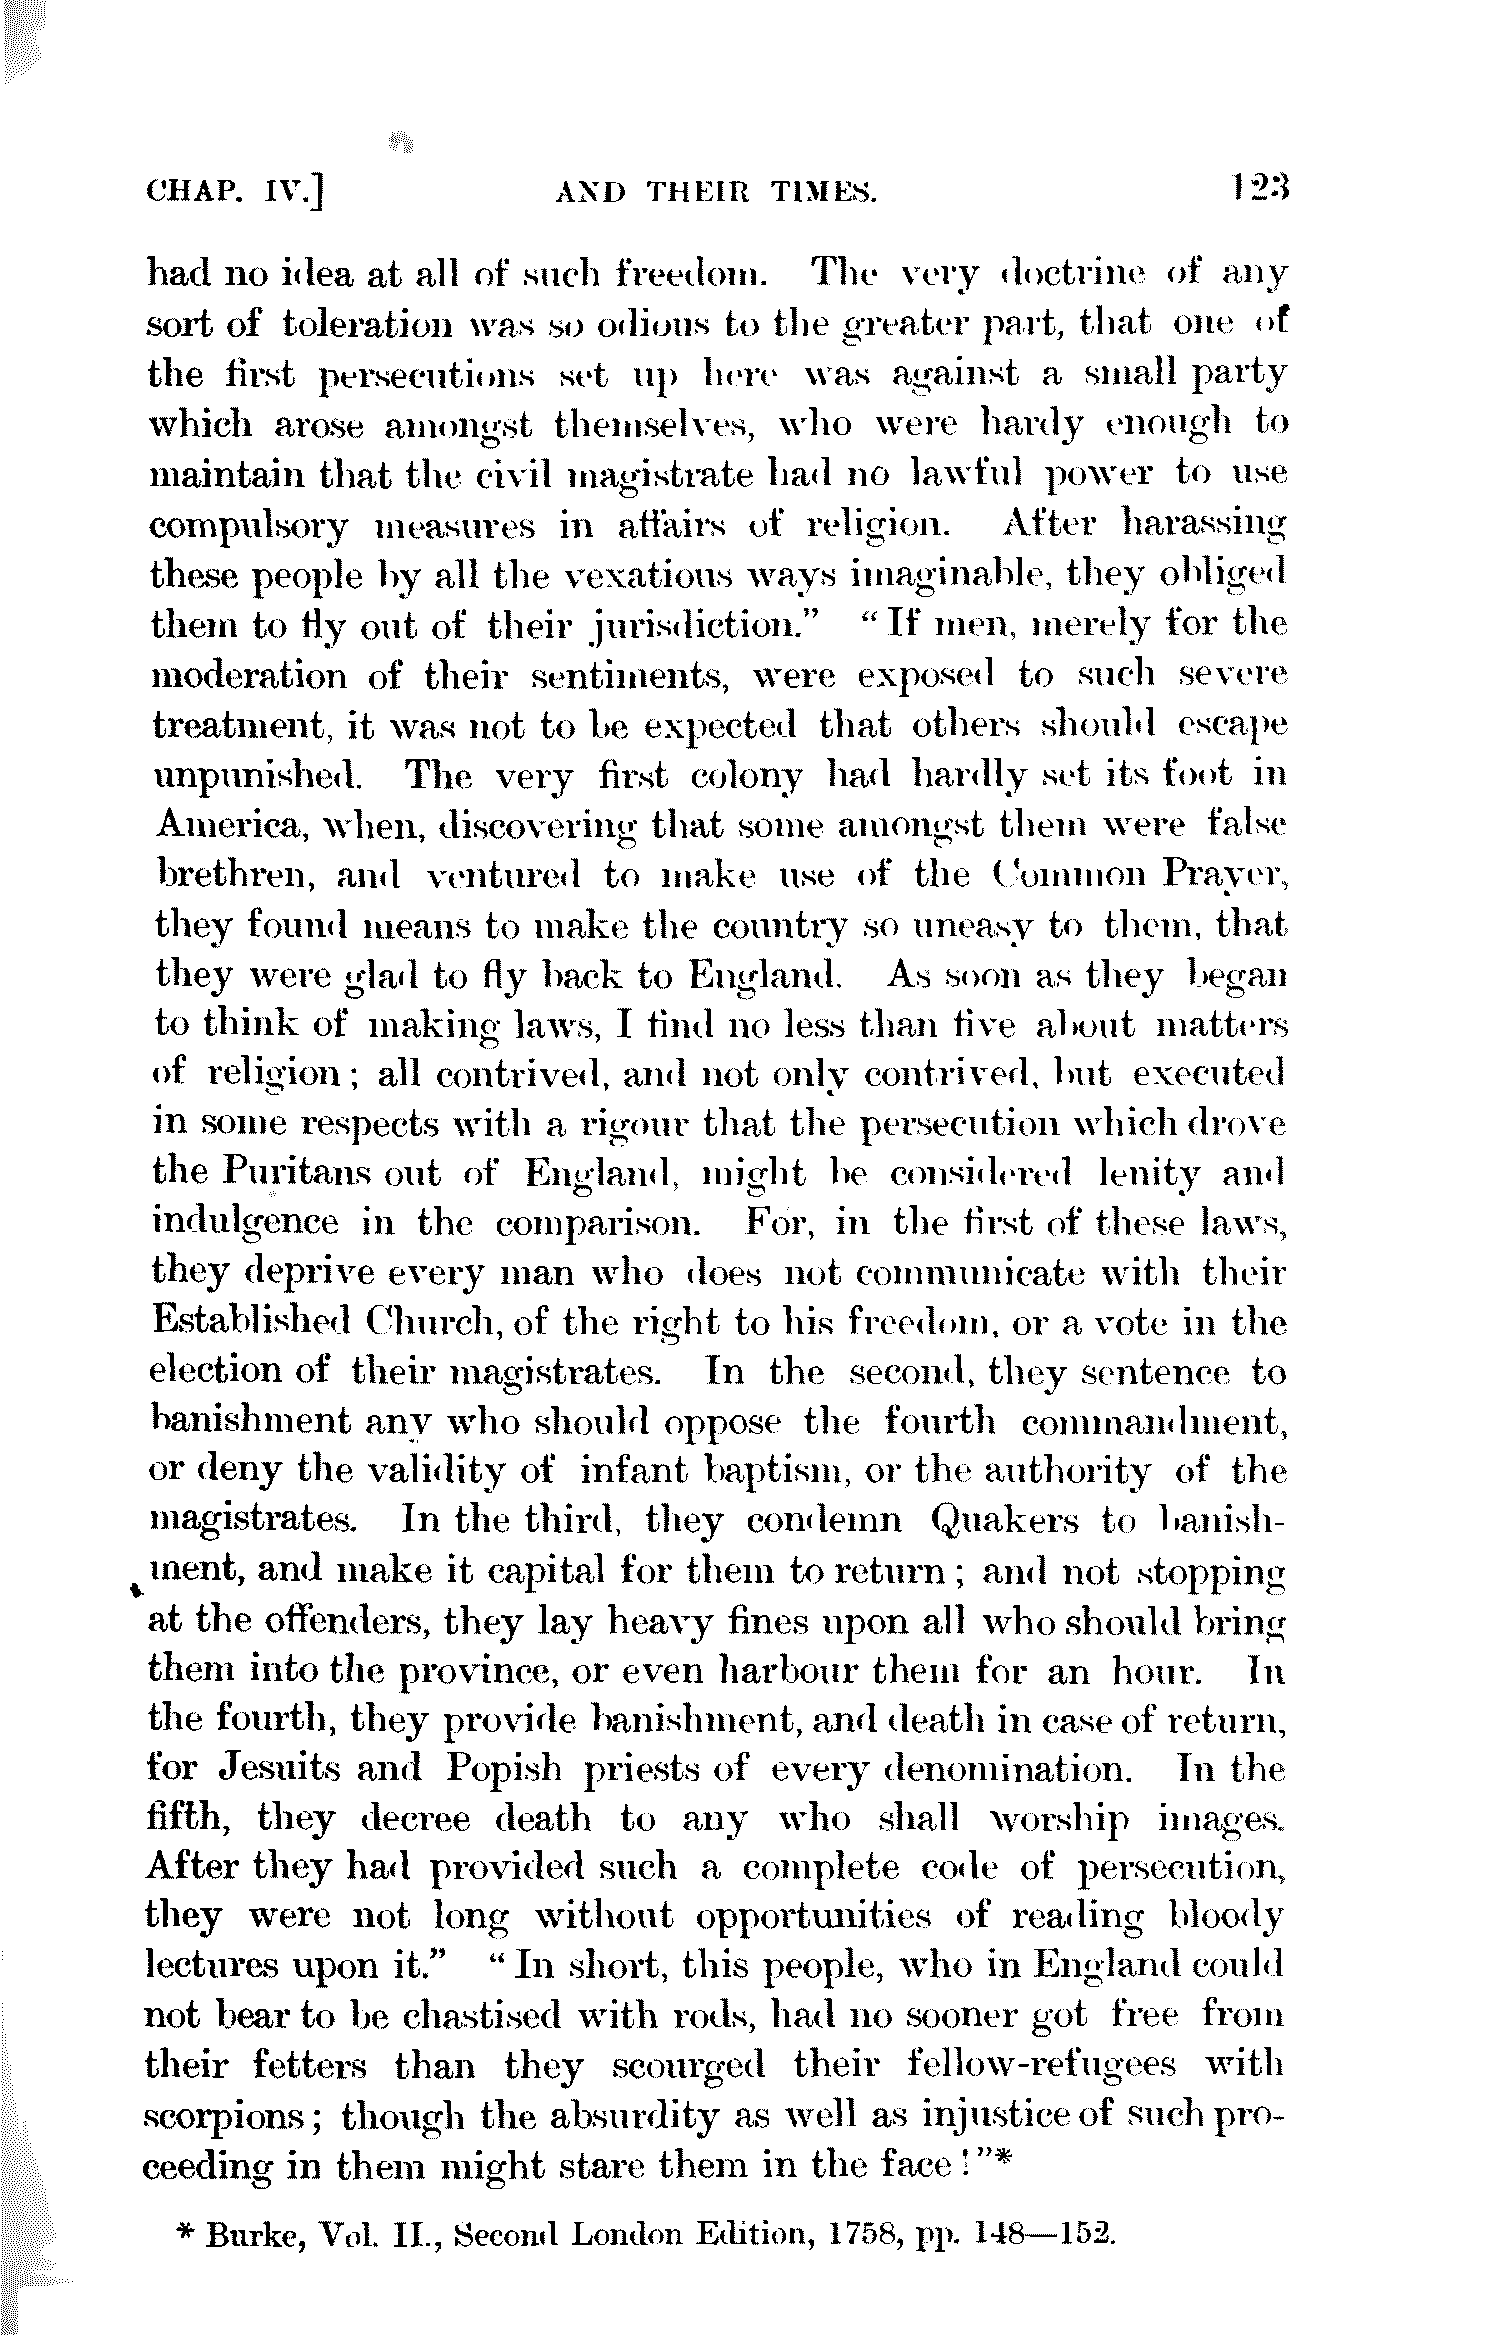 CHAP. IV.] AND THEIR TIMES. 123
had no idea at all of such freedom. The very doctrine of any
sort of toleration was so odious to the greater part, that one of
the first persecutions set up here was against a small party
which arose amongst themselves, who were hardy enough to
maintain that the civil magistrate had no lawful power to use
compulsory measures in affairs of religion. After harassing
these people by all the vexatious ways imaginable, they obliged
them to fly out of their jurisdiction." "If men, merely for the
moderation of their sentiments, were exposed to such severe
treatment, it was not to be expected that others should escape
unpunished. The very first colony had hardly set its foot in
America, when, discovering that some amongst them were false
brethren, and ventured to make use of the Common Prayer,
they found means to make the country so uneasy to them, that
they were glad to fly back to England. As soon as they began
to think of making laws, I find no less than five about matters
of religion; all contrived, and not only contrived, but executed
in some respects with a rigour that the persecution which drove
the Puritans out of England, might be considered lenity and
indulgence in the comparison. For, in the first of these laws,
they deprive every man who does not communicate with their
Established Church, of the right to his freedom, or a vote in the
election of their magistrates. In the second, they sentence to
banishment any who should oppose the fourth commandment,
or deny the validity of infant baptism, or the authority of the
magistrates. In the third, they condemn Quakers to banish-
ment, and make it capital for them to return; and not stopping
at the offenders, they lay heavy fines upon all who should bring
them into the province, or even harbour them for an hour. In
the fourth, they provide banishment, and death in case of return,
for Jesuits and Popish priests of every denomination. In the
fifth, they decree death to any who shall worship images.
After they had provided such a complete code of persecution,
they were not long without opportunities of reading bloody
lectures upon it." "In short, this people, who in England could
not bear to be chastised with rods, had no sooner got free from
their fetters than they scourged their fellow-refugees with
scorpions; though the absurdity as well as injustice of such pro-
ceeding in them might stare them in the face!"*
* Burke, Vol. II., Second London Edition, 1758, pp. 148—152.